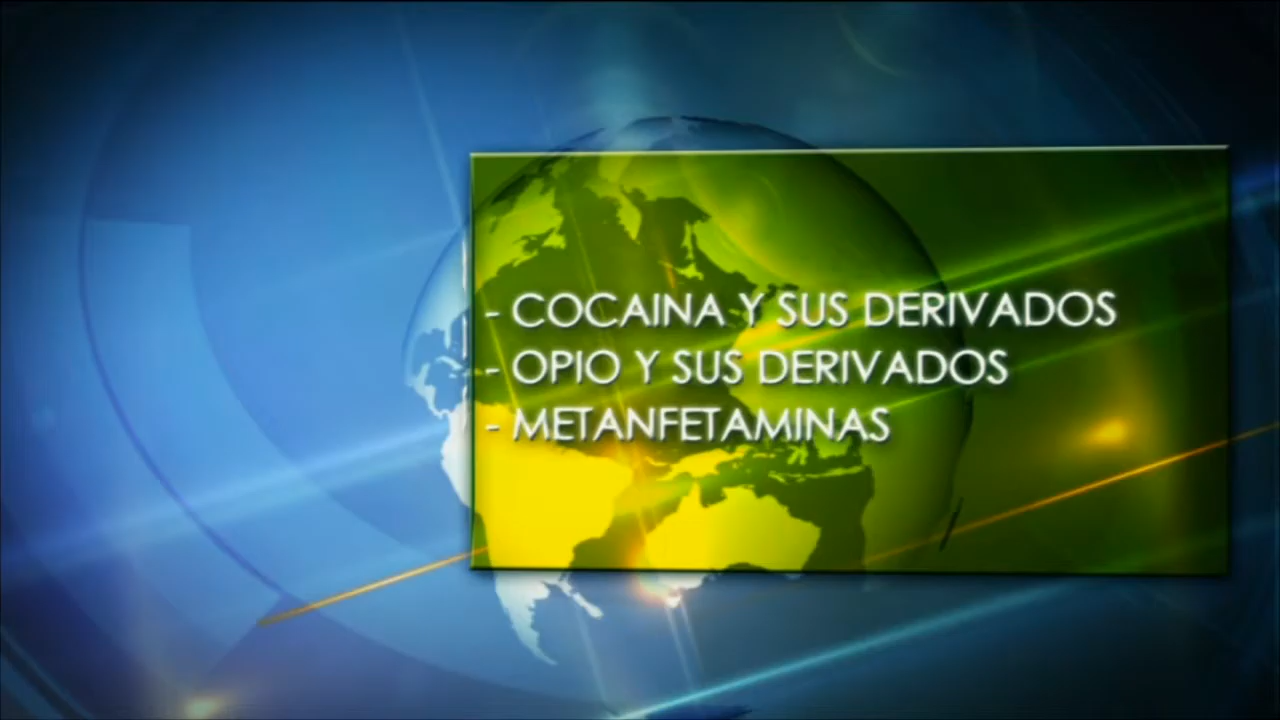 - COCAINA Y SUS DERIVADOS
- OPIO Y SUS DERIVADOS
- METANFETAMINAS